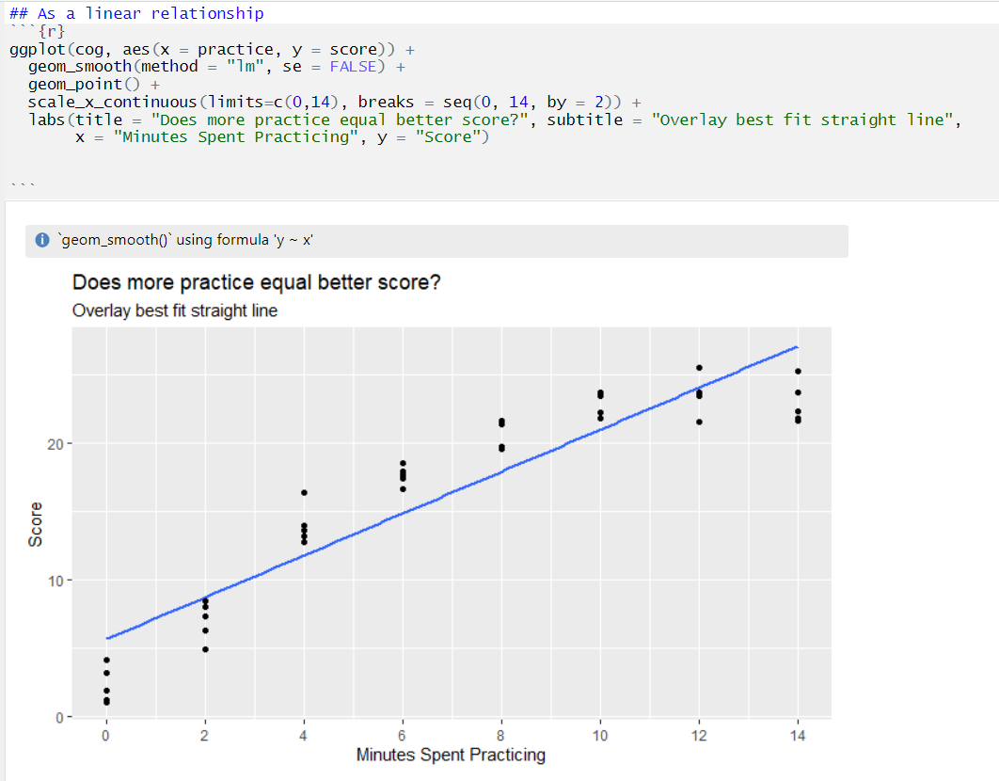 ## As a linear relationship
```{r}
ggplot(cog, aes(x = practice, y = score)) +
  geom_smooth(method = "lm", se = FALSE) +
  geom_point() +
  scale_x_continuous(limits=c(0,14), breaks = seq(0, 14, by = 2)) +
  labs(title = "Does more practice equal better score?", subtitle = "Overlay best fit straight line",
       x = "Minutes Spent Practicing", y = "Score")
```
`geom_smooth()` using formula 'y ~ x'
Does more practice equal better score?
Overlay best fit straight line
20
10
0
Score
0 2 4 6 8 10 12 14
Minutes Spent Practicing